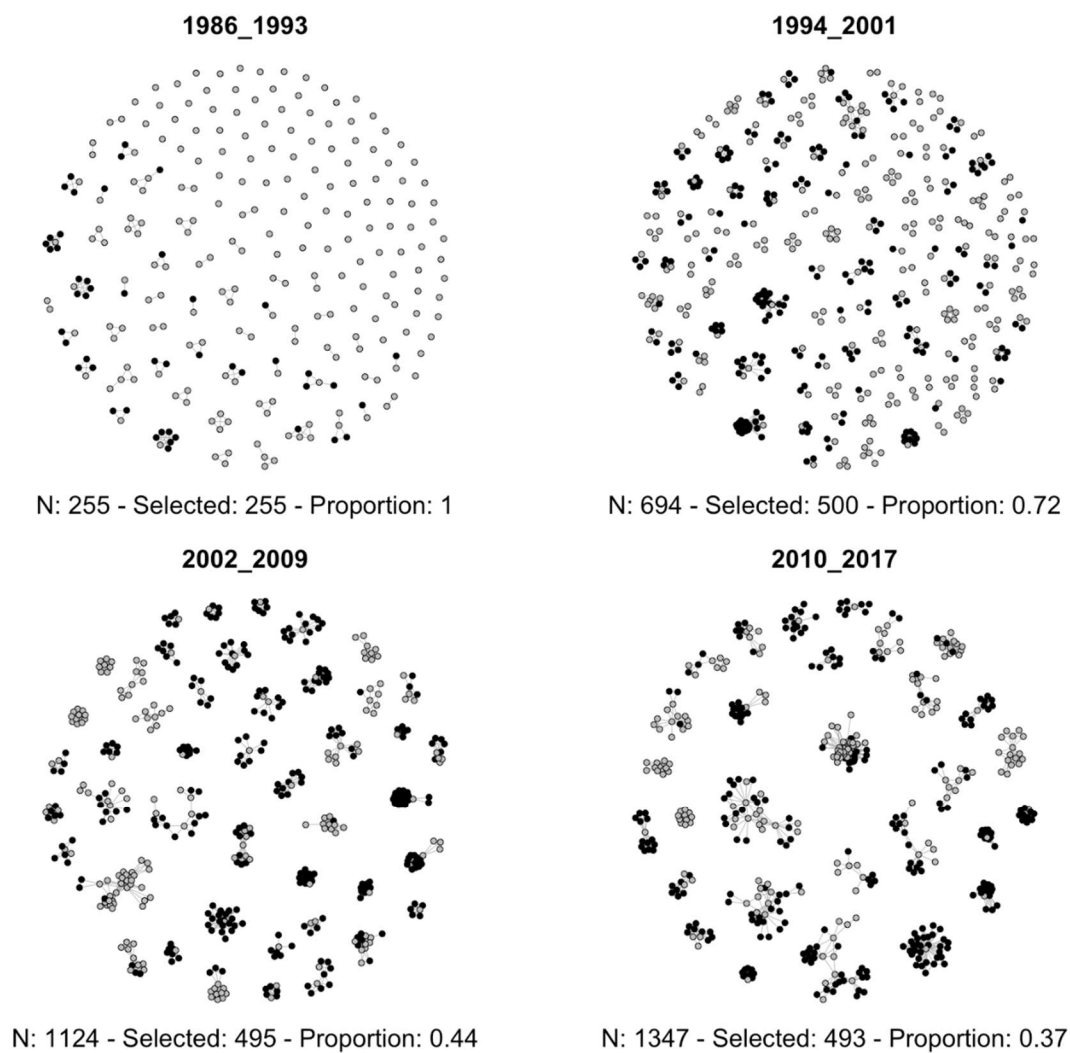 1986_1993
1994_2001
N: 255 - Selected: 255 - Proportion: 1
N: 694 - Selected: 500 - Proportion: 0.72
2002_2009
2010_2017
N: 1124 - Selected: 495 - Proportion: 0.44
N: 1347 - Selected: 493 - Proportion: 0.37